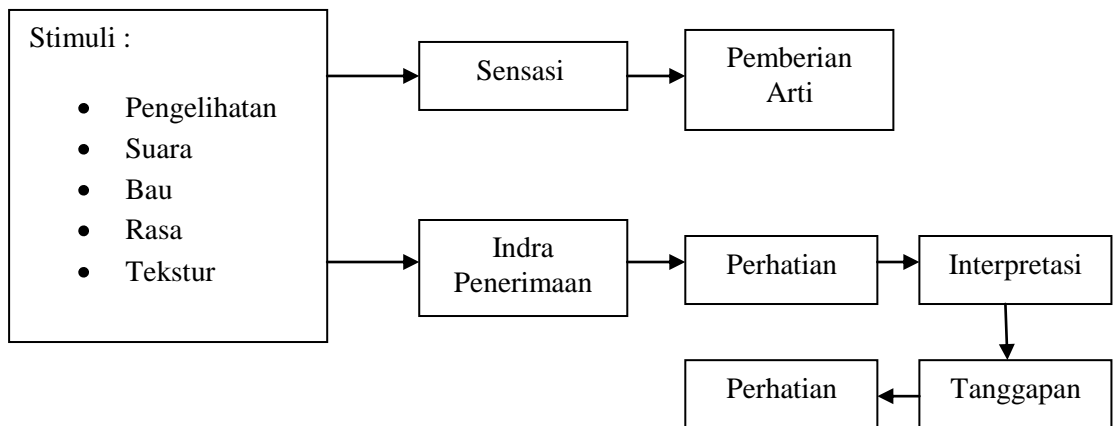 Stimuli :
• Pengelihatan
• Suara
• Bau
• Rasa
• Tekstur
Sensasi
Pemberian
Arti
Indra
Penerimaan
Perhatian
Interpretasi
Tanggapan
Perhatian